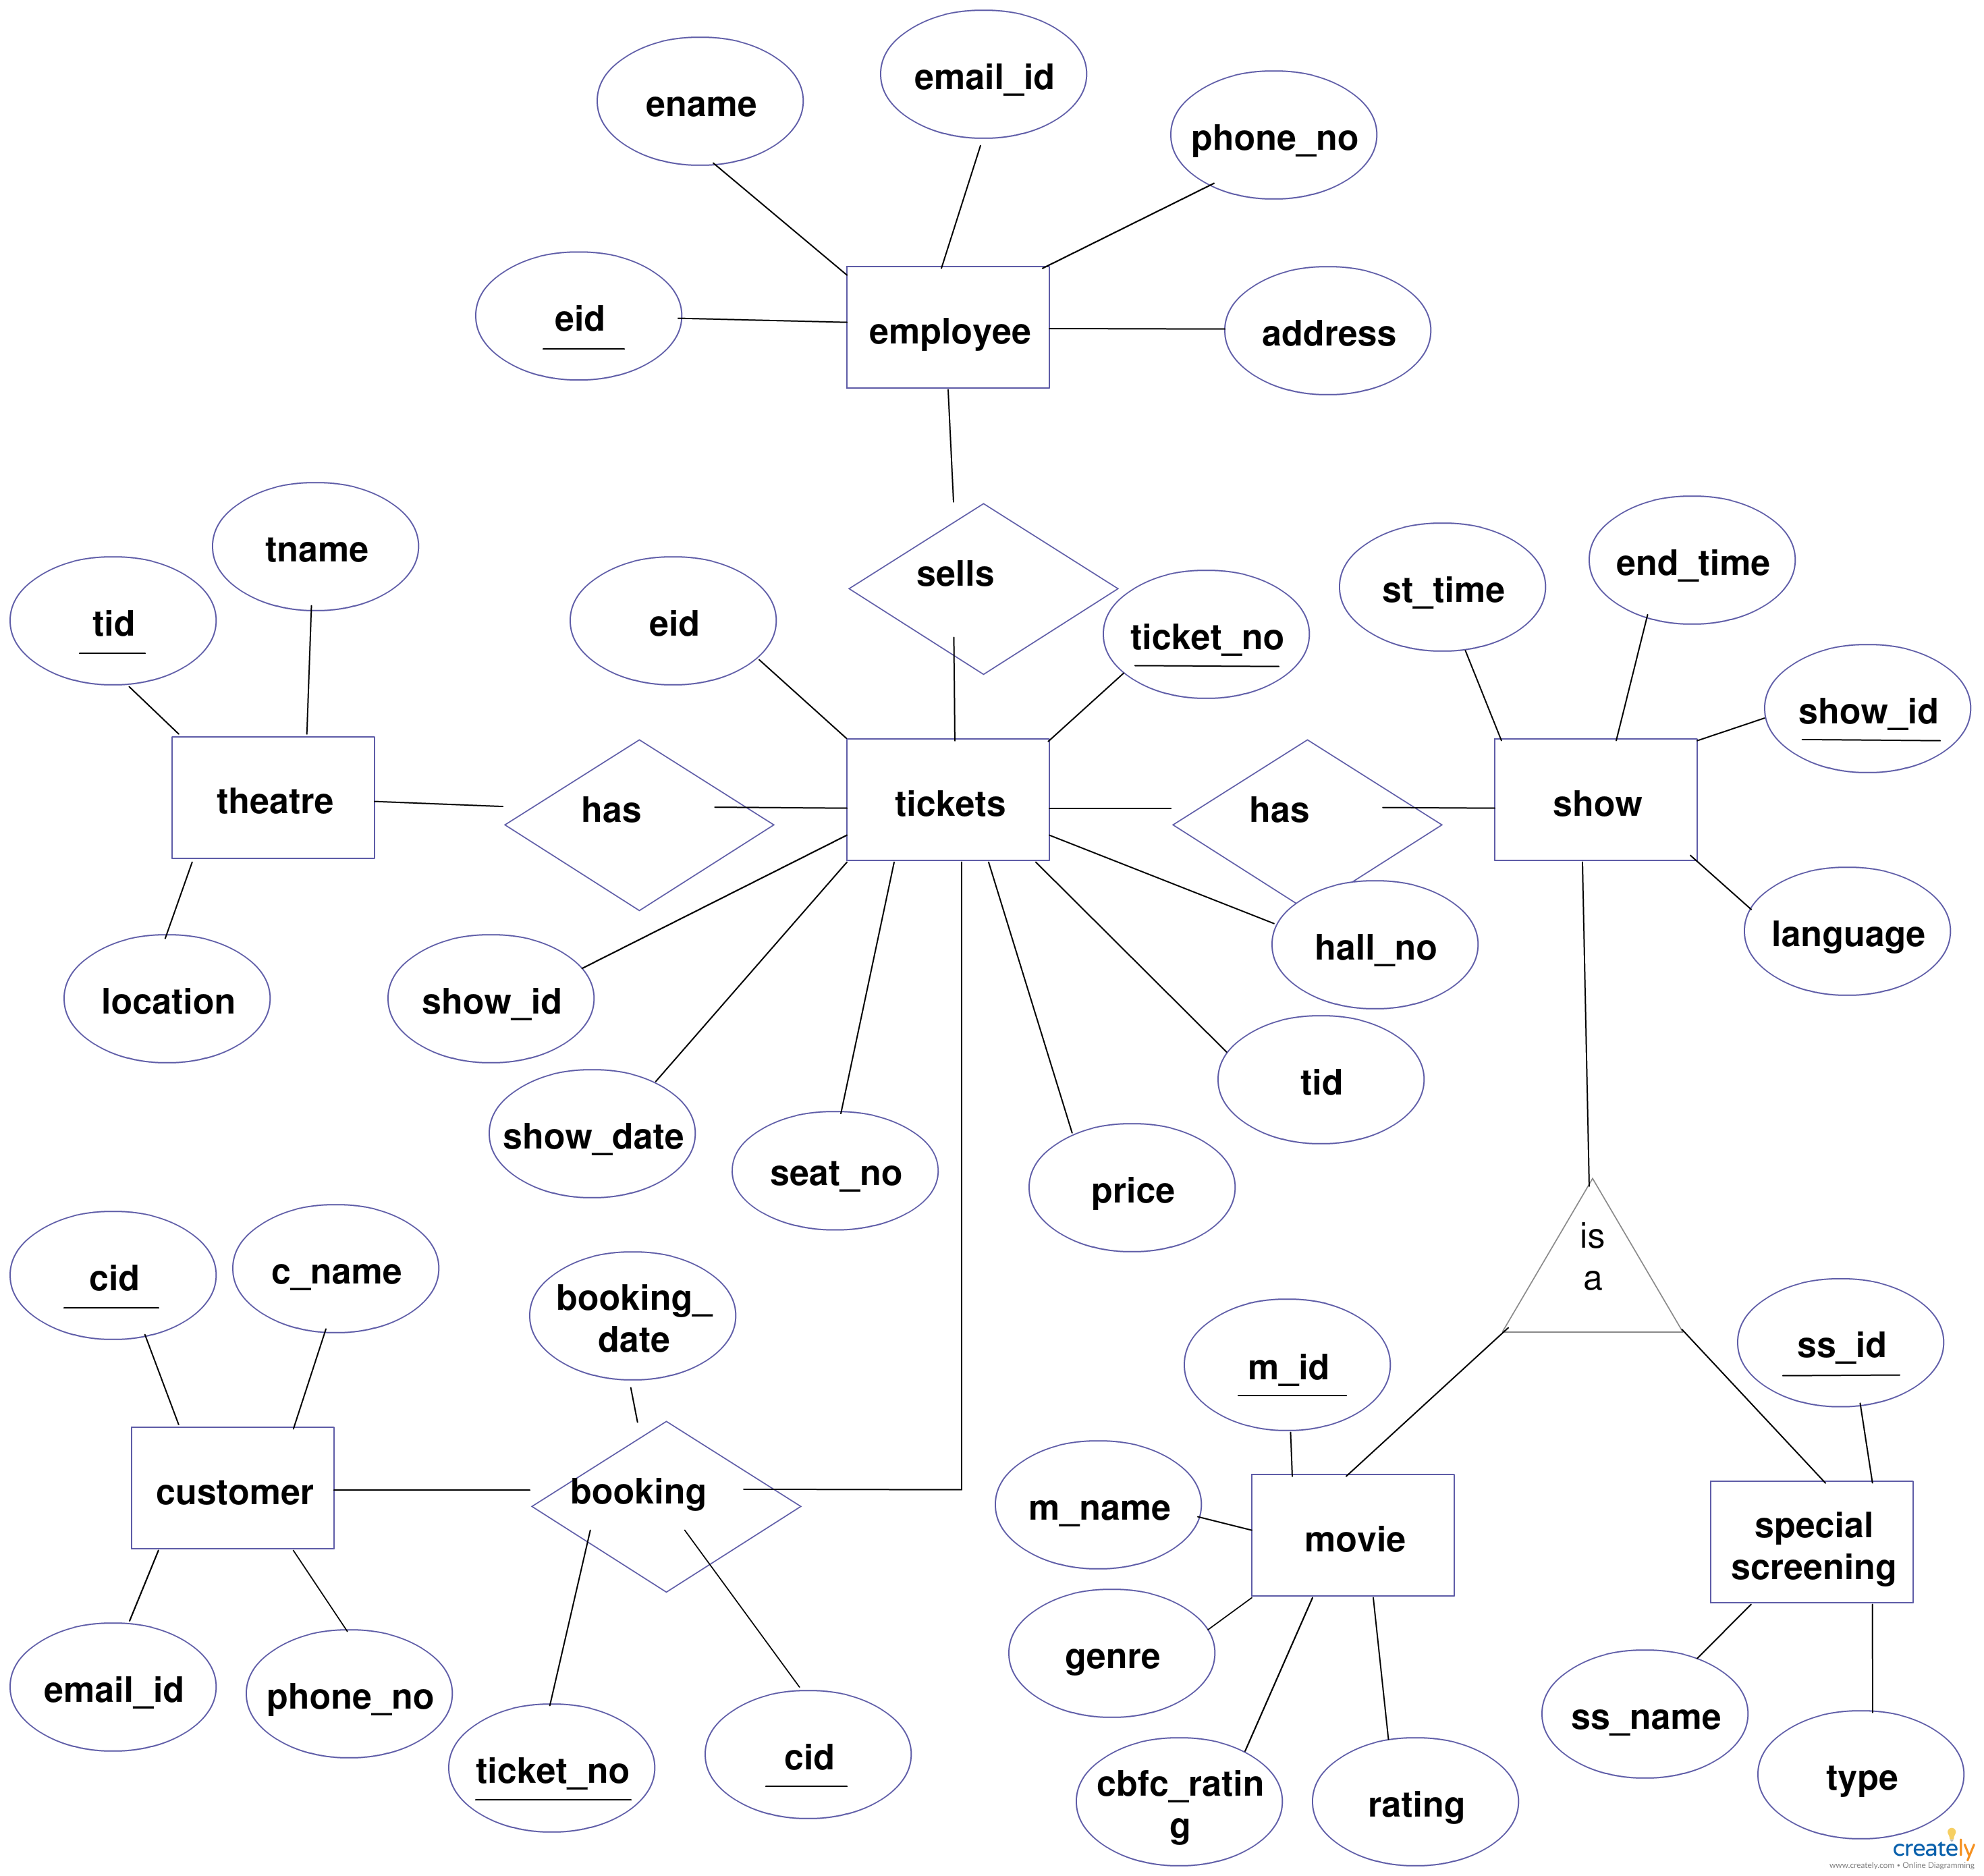 email_id
ename
phone_no
eid
employee
address
tname
end_time
sells
st_time
tid
eid
ticket_no
show_id
theatre
has
tickets
has
show
language
hall_no
location
show_id
tid
show_date
seat_no
price
is
a
cid
c_name
booking_
date
ss_id
m_id
customer
booking
m_name
movie
special
screening
genre
email_id
phone_no
ss_name
ticket_no
cid
cbfc_ratin
g
rating
type
creately
www.creately.com • Online Diagramming